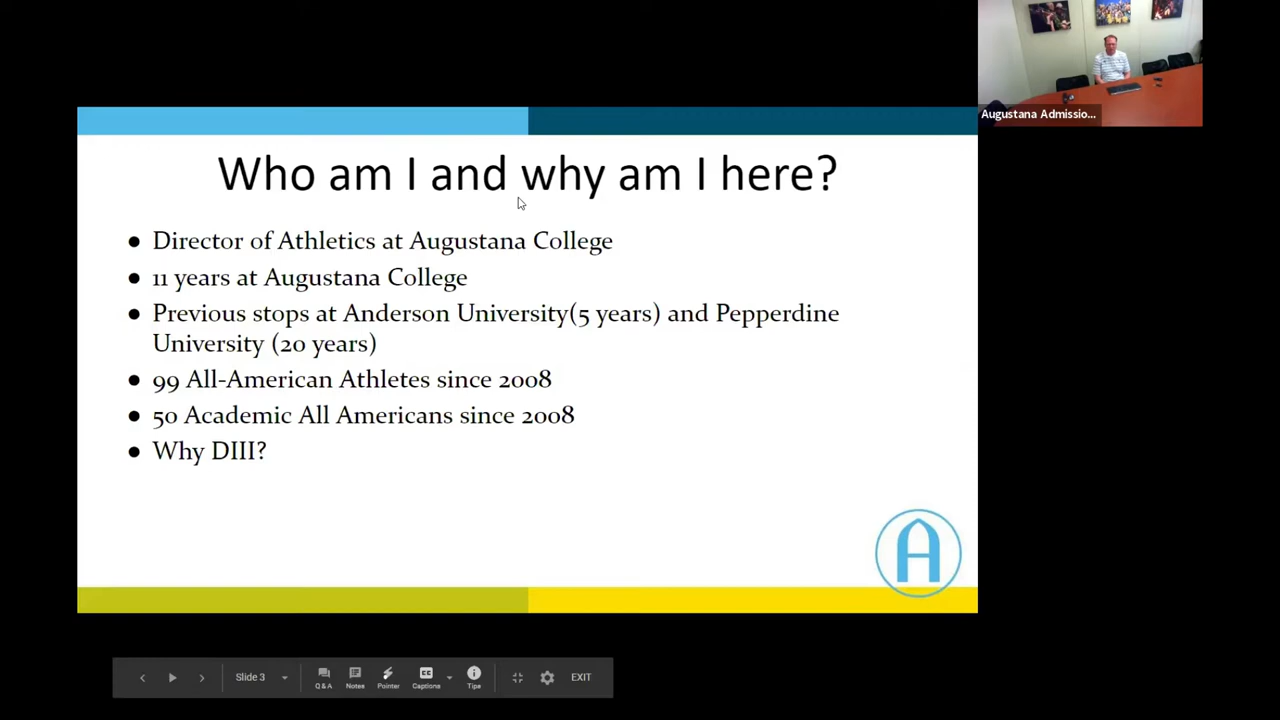 Augustana Admissio...
Who am I and why am I here?
● Director of Athletics at Augustana College
● 11 years at Augustana College
● Previous stops at Anderson University(5 years) and Pepperdine
University (20 years)
● 99 All-American Athletes since 2008
● 50 Academic All Americans since 2008
● Why DIII?
A
Slide 3
Q & A
Notes
Pointer
CC
Captions
Tips
EXIT